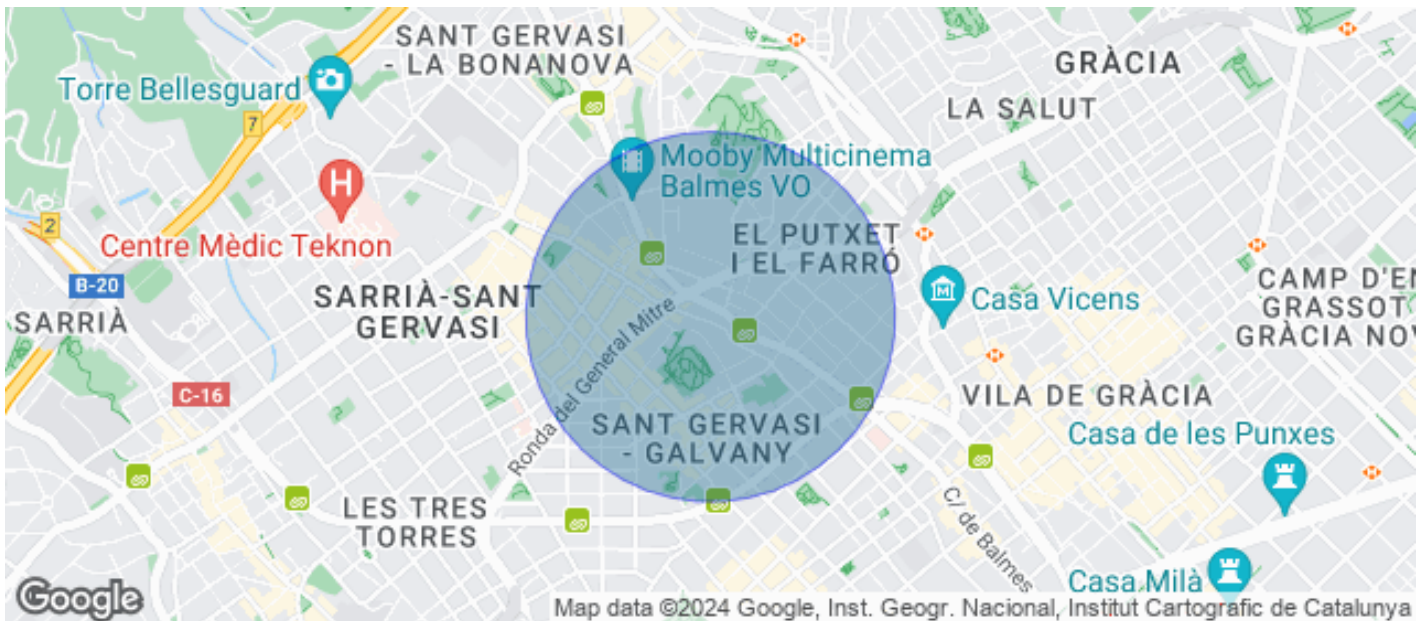 SANT GERVASI
- LA BONANOVA
GRÀCIA
Torre Bellesguard
LA SALUT
7
Mooby Multicinema
Balmes VO
H
2
Centre Mèdic Teknon
EL PUTXET
I EL FARRÓ
B-20
SARRIÀ-SANT
GERVASI
Casa Vicens
CAMP D'EN
GRASSOT
GRÀCIA NOV
SARRIÀ
Ronda del General Mitre
C-16
VILA DE GRÀCIA
SANT GERVASI
- GALVANY
Casa de les Punxes
LES TRES
TORRES
C/ de Balmes
Casa Milà
Google
Map data ©2024 Google, Inst. Geogr. Nacional, Institut Cartogràfic de Catalunya